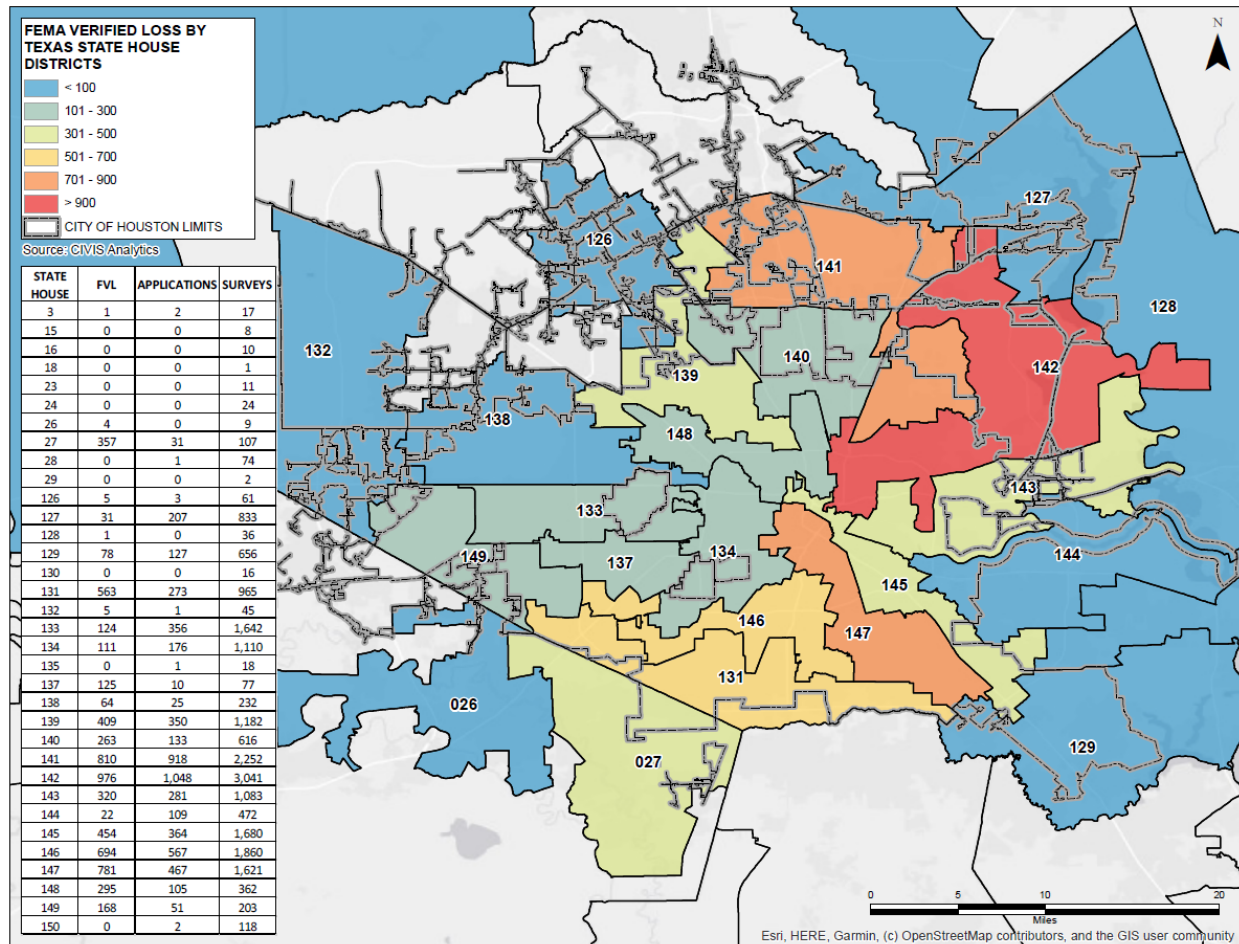 FEMA VERIFIED LOSS BY
TEXAS STATE HOUSE
DISTRICTS
< 100
101 - 300
301 - 500
501 - 700
701 - 900
> 900
CITY OF HOUSTON LIMITS
Source: CIVIS Analytics
STATE HOUSE FVL APPLICATIONS SURVEYS
3 1 2 17
15 0 0 8
16 0 0 10
18 0 0 1
23 0 0 11
24 0 0 24
26 4 0 9
27 357 31 107
28 0 1 74
29 0 0 2
126 5 3 61
127 31 207 833
128 1 0 36
129 78 127 656
130 0 0 16
131 563 273 965
132 5 1 45
133 124 356 1,642
134 111 176 1,110
135 0 1 18
137 125 10 77
138 64 25 232
139 409 350 1,182
140 263 133 616
141 810 918 2,252
142 976 1,048 3,041
143 320 281 1,083
144 22 109 472
145 454 364 1,680
146 694 567 1,860
147 781 467 1,621
148 295 105 362
149 168 51 203
150 0 2 118
N
127
126
141
128
132
140
142
139
138
148
143
133
134
144
149
137
145
146
147
131
026
129
027
0 5 10 20
Miles
Esri, HERE, Garmin, (c) OpenStreetMap contributors, and the GIS user community